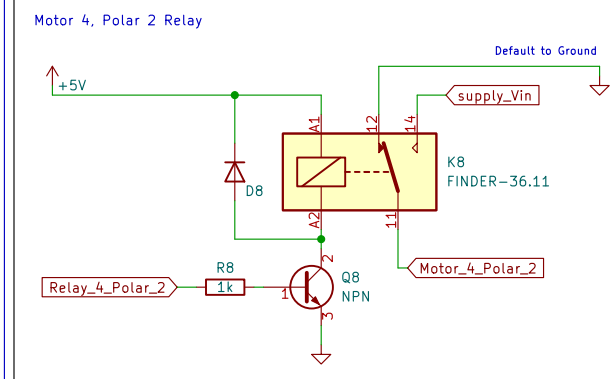 Motor 4, Polar 2 Relay
Default to Ground
+5V
supply_Vin
A1
12
14
K8
FINDER-36.11
D8
A2
11
2
Motor_4_Polar_2
R8
Q8
Relay_4_Polar_2
1k
1
NPN
3